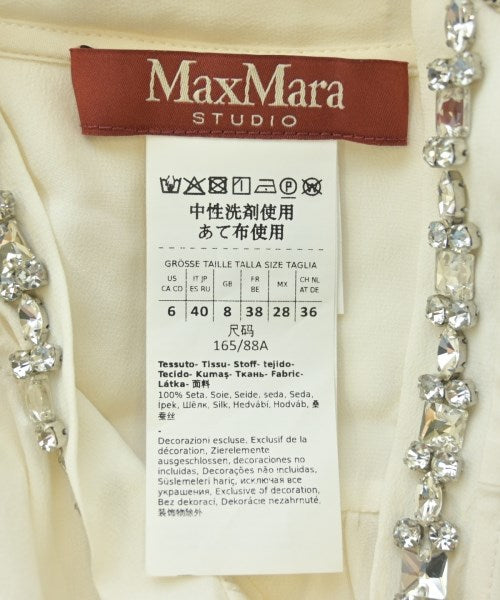 MaxMara
STUDIO
中性洗剤使用
あて布使用
GRÖSSE TAILLE TALLA SIZE TAGLIA
US CA CO IT JP ES RU GB FR BE MX CH NL AT DE
6 40 8 38 28 36
尺码
165/88A
Tessuto- Tissu- Stoff- tejido-
Tecido- Kumaş- Ткань- Fabric-
Látka- 面料
100% Seta, Soie, Seide, seda, Seda,
Ipek, Шёлк, Silk, Hedvábí, Hodváb, 桑
蚕丝
-
Decorazioni escluse, Exclusif de la
décoration, Zierelemente
ausgeschlossen, decoraciones no
incluidas, Decorações não incluidas,
Süslemeleri hariç, исключая все
украшения, Exclusive of decoration,
Bez dekoraci, Dekorácie nezahrnuté,
装饰物除外